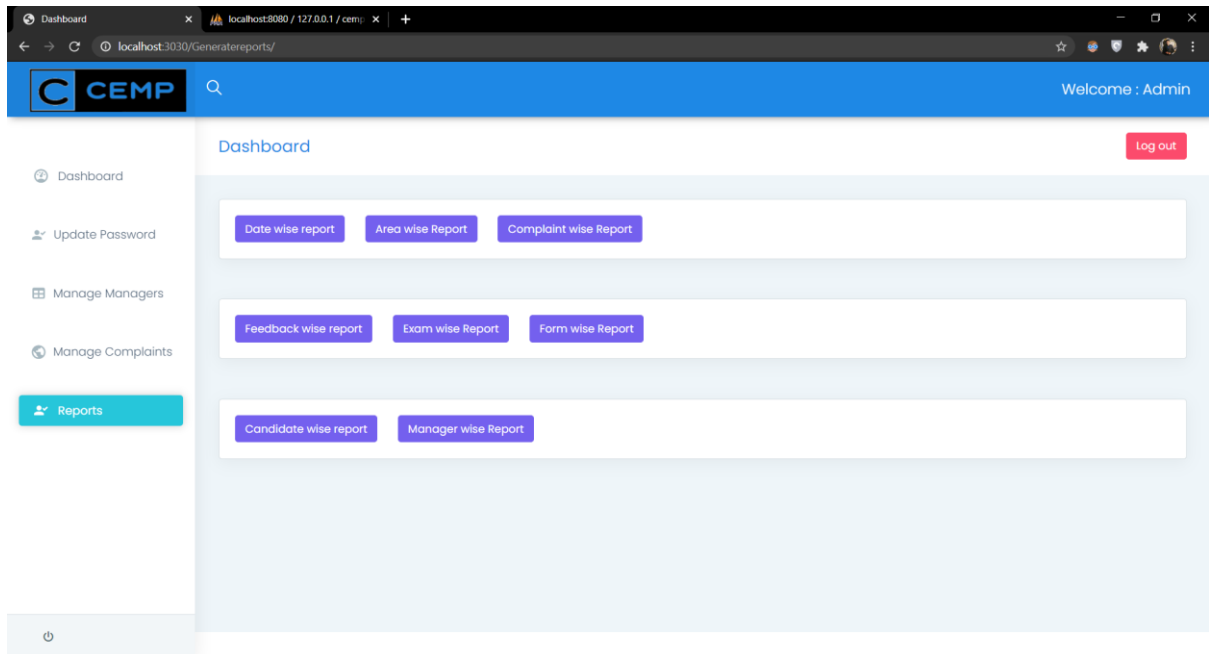 Dashboard
localhost:8080 / 127.0.0.1 / cemp
localhost:3030/Generatereports/
C CEMP
Welcome : Admin
Dashboard
Log out
Dashboard
Update Password
Manage Managers
Manage Complaints
Reports
Date wise report Area wise Report Complaint wise Report
Feedback wise report Exam wise Report Form wise Report
Candidate wise report Manager wise Report